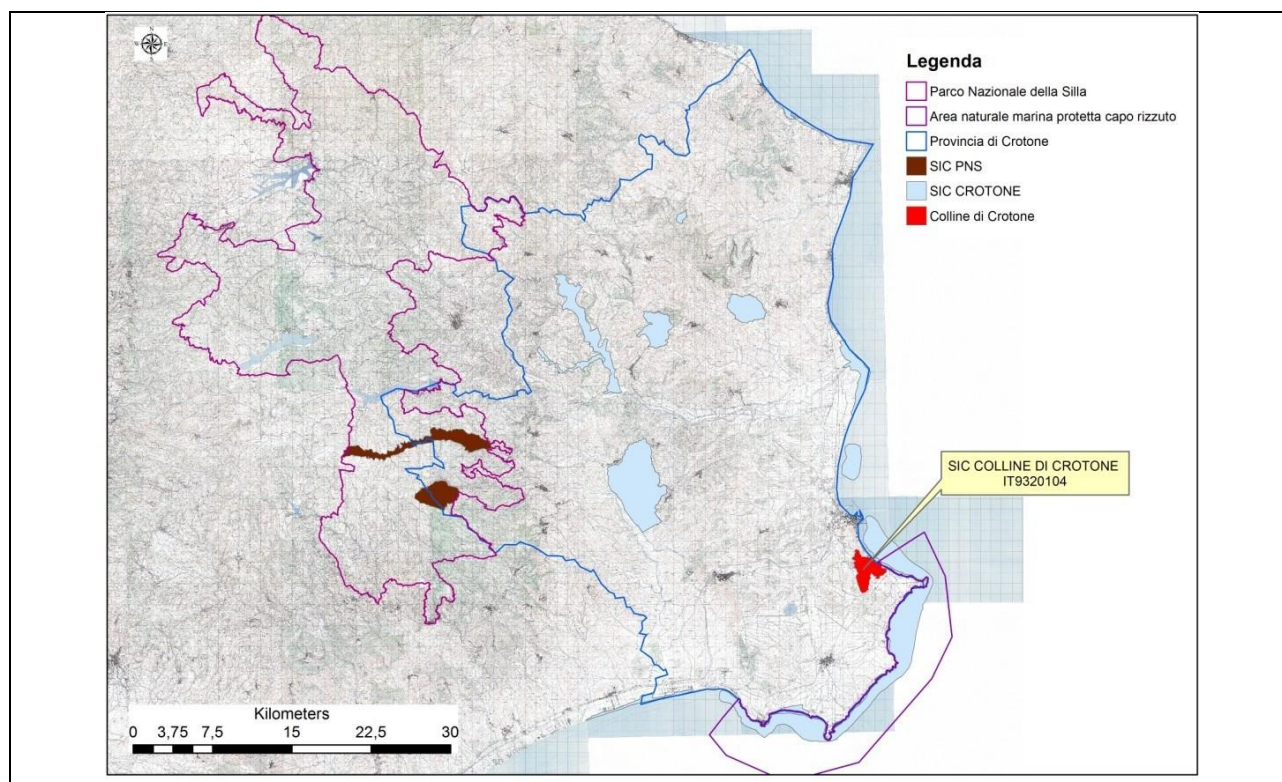 N
W E
S
Legenda
Parco Nazionale della Silla
Area naturale marina protetta capo rizzuto
Provincia di Crotone
SIC PNS
SIC CROTONE
Colline di Crotone
SIC COLLINE DI CROTONE
IT9320104
Kilometers
0 3,75 7,5 15 22,5 30